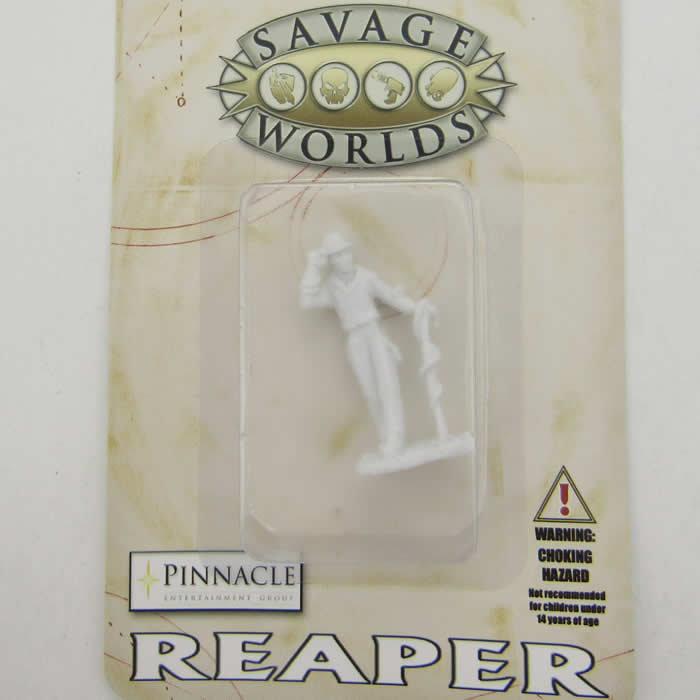 SAVAGE
WORLDS
WARNING:
CHOKING
HAZARD
Not recommended
for children under
14 years of age
PINNACLE
ENTERTAINMENT GROUP
REAPER